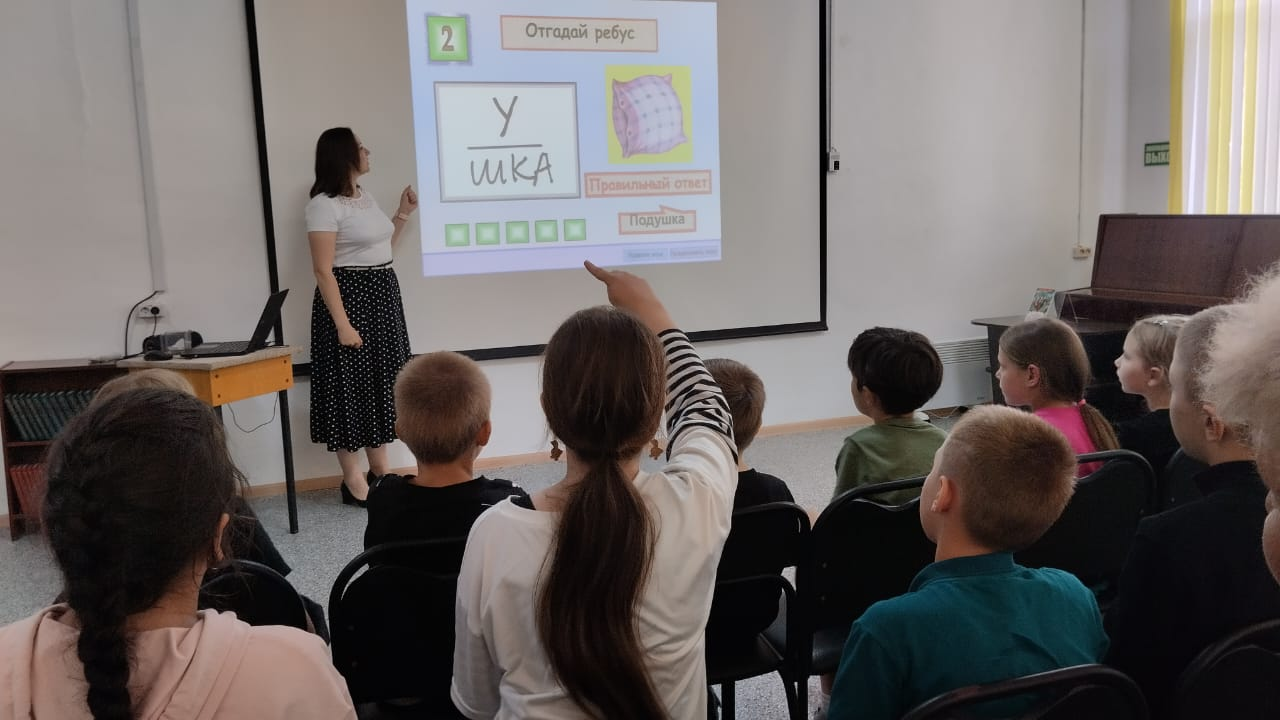 2
Отгадай ребус
У
ШКА
Правильный ответ
Подушка